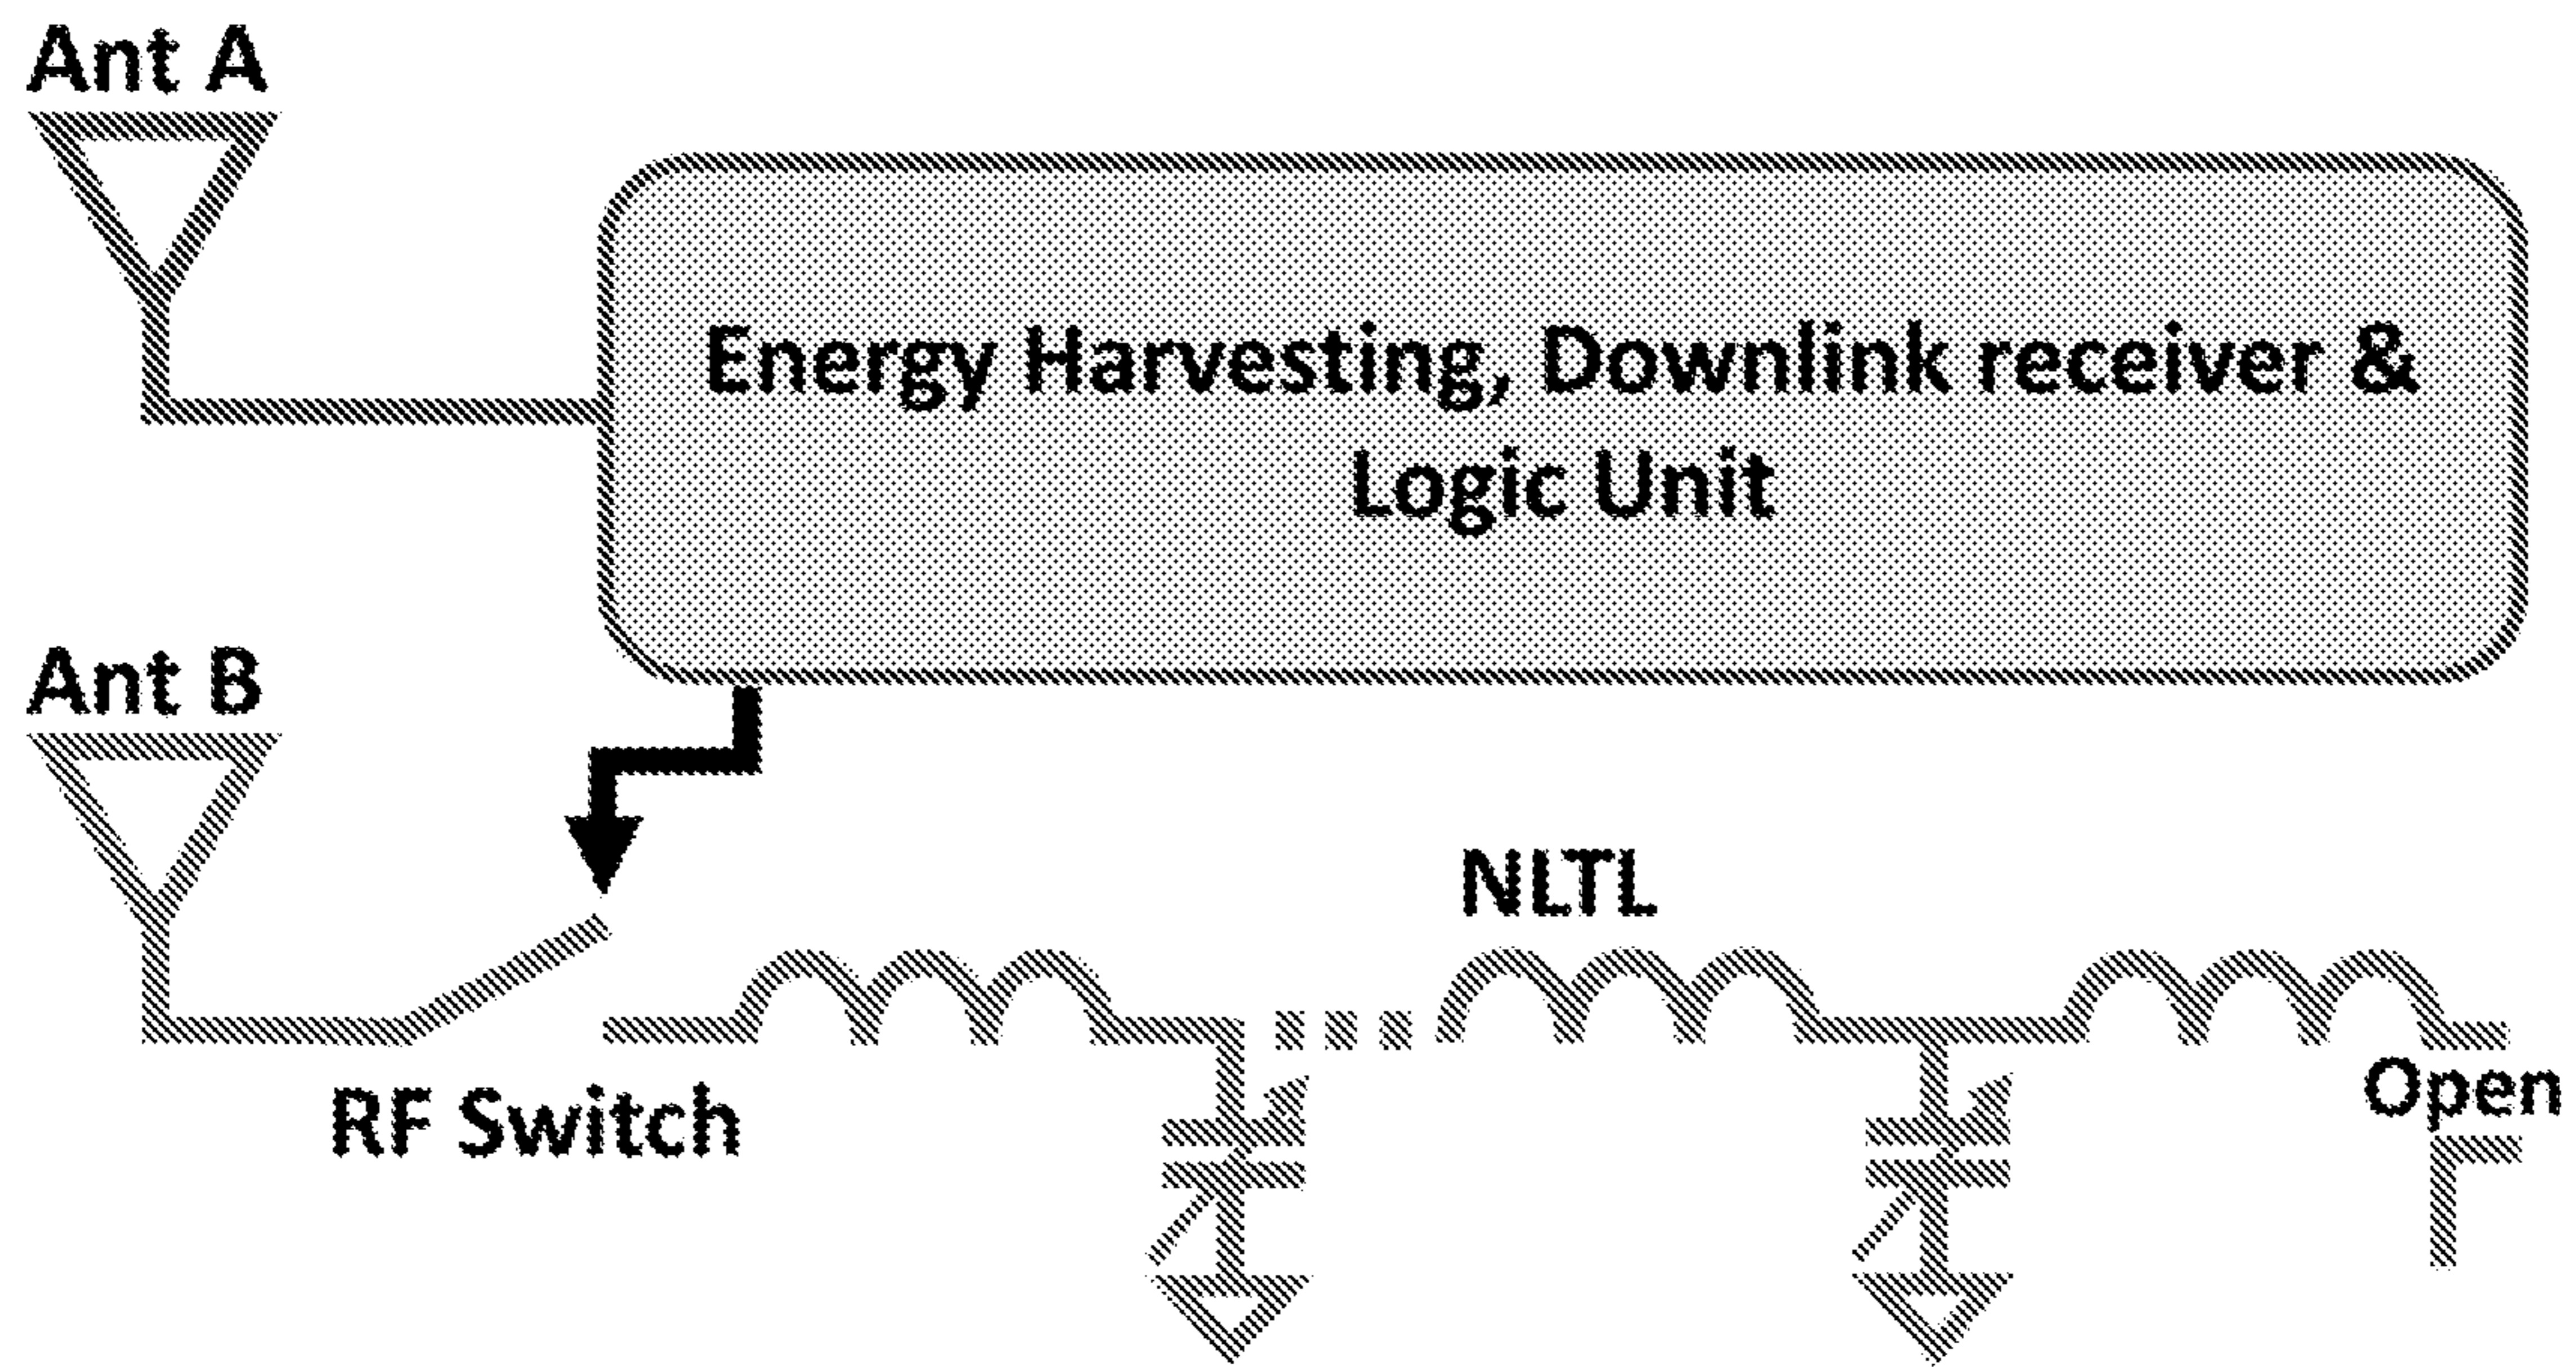 Ant A
Energy Harvesting, Downlink receiver &
Logic Unit
Ant B
NLTL
RF Switch
Open